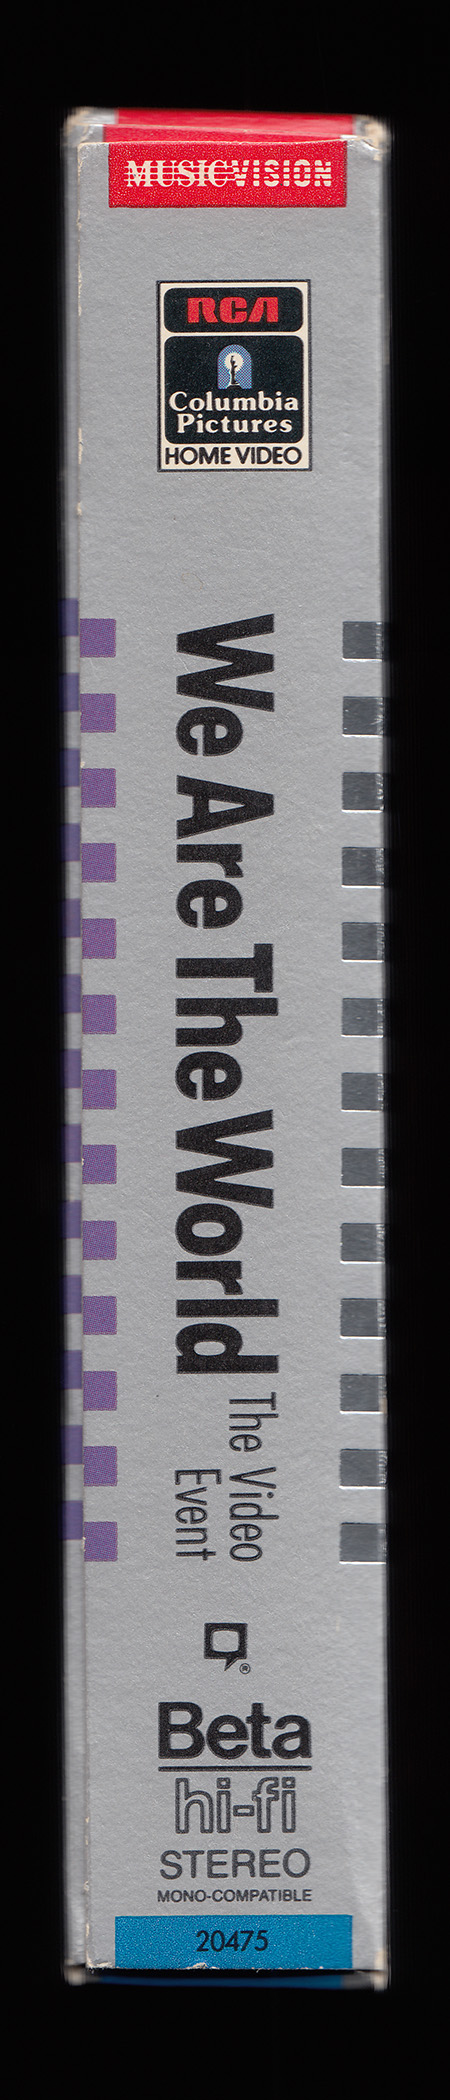 MUSICVISION
RCA
Columbia
Pictures
HOME VIDEO
We Are The World
The Video
Event
®
Beta
hi-fi
STEREO
MONO-COMPATIBLE
20475